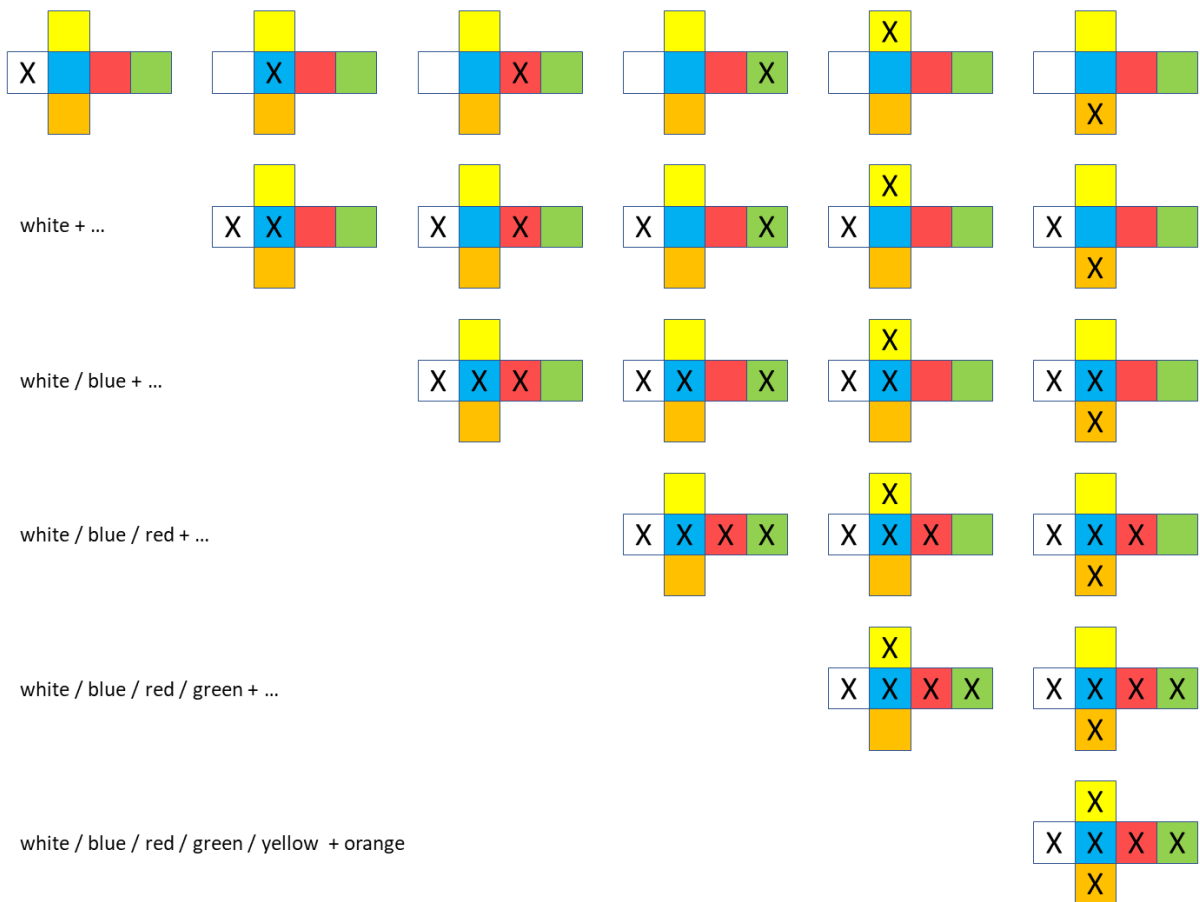 X X X X X X
white + ... X X X X X X X X X X
white / blue + ... X X X X X X X X X X X X
white / blue / red + ... X X X X X X X X X X X X
white / blue / red / green + ... X X X X X X X X X X
white / blue / red / green / yellow + orange X X X X X X